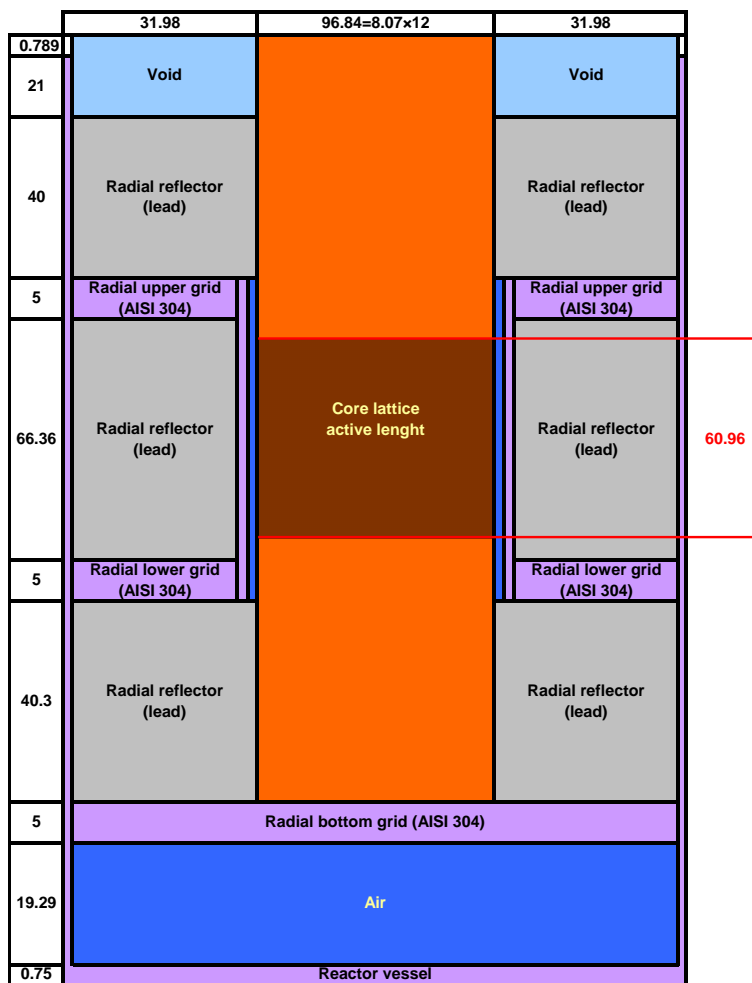 31.98 96.84=8.07×12 31.98
0.789
21
Void
Void
40
Radial reflector
(lead)
Radial reflector
(lead)
5
Radial upper grid
(AISI 304)
Radial upper grid
(AISI 304)
66.36
Radial reflector
(lead)
Core lattice
active lenght
Radial reflector
(lead)
60.96
5
Radial lower grid
(AISI 304)
Radial lower grid
(AISI 304)
40.3
Radial reflector
(lead)
Radial reflector
(lead)
5
Radial bottom grid (AISI 304)
19.29
Air
0.75
Reactor vessel